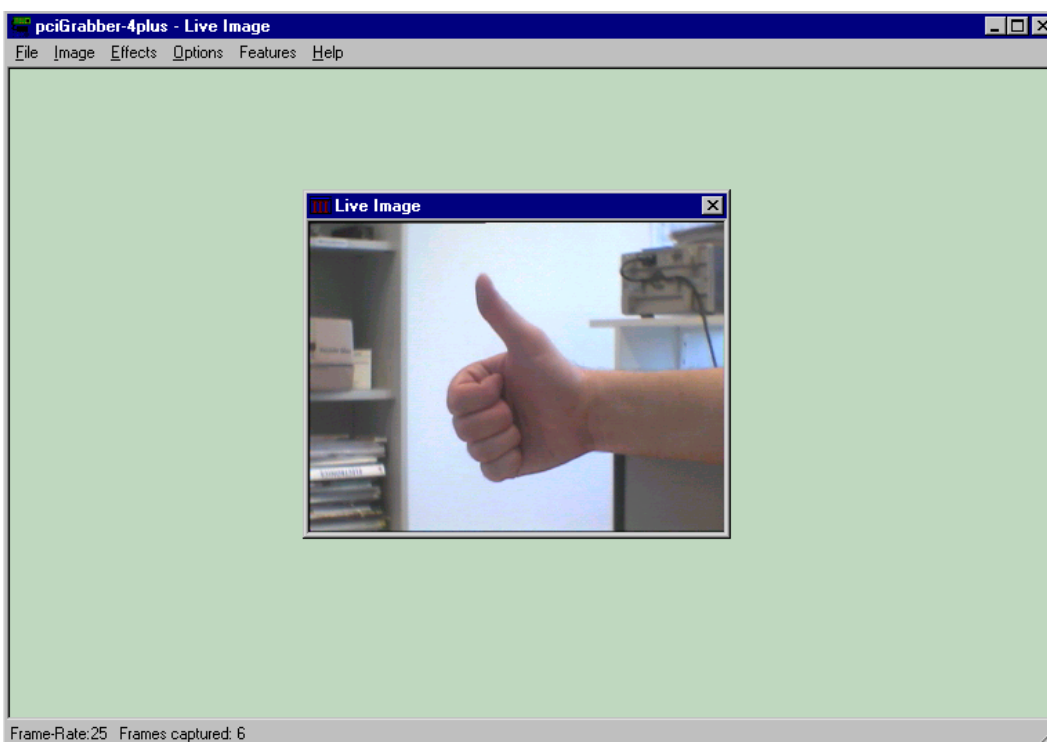 pciGrabber-4plus - Live Image
File Image Effects Options Features Help
Live Image
Frame-Rate:25 Frames captured: 6